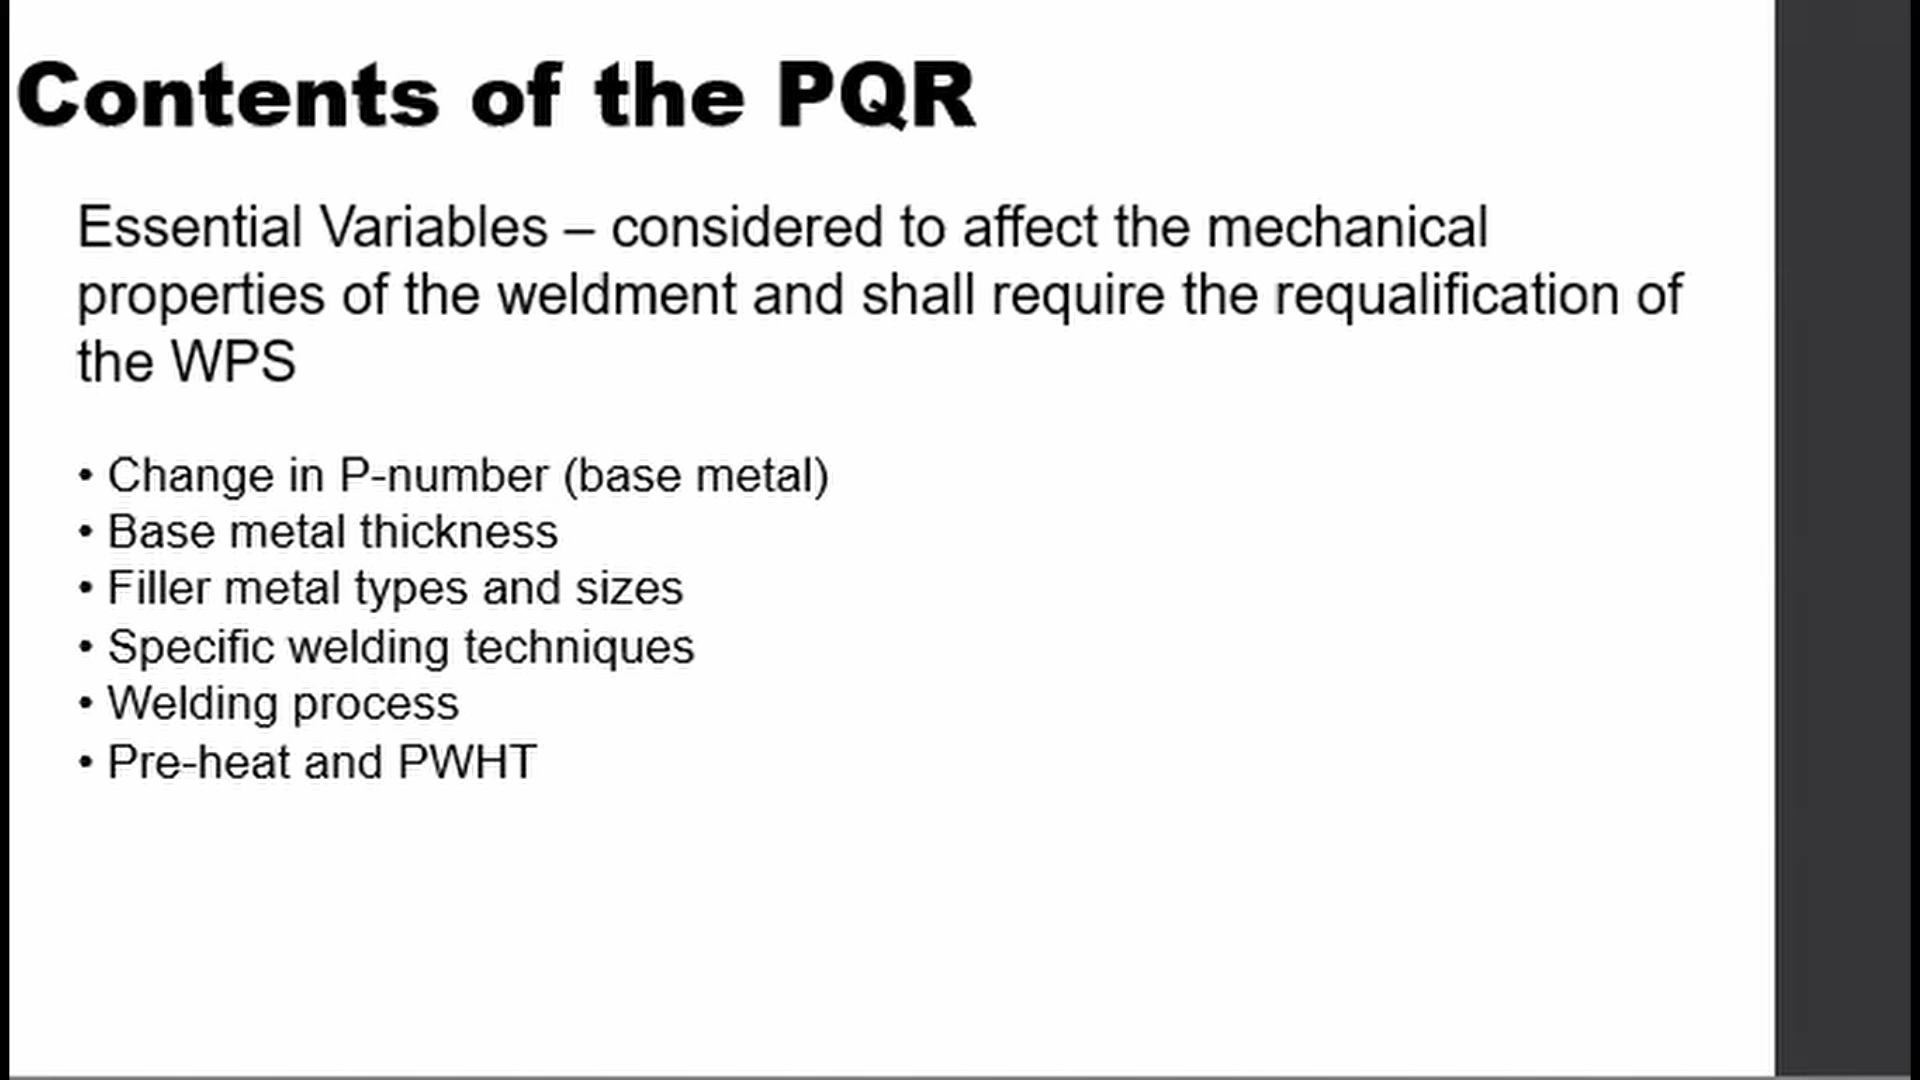 Contents of the PQR
Essential Variables – considered to affect the mechanical
properties of the weldment and shall require the requalification of
the WPS
• Change in P-number (base metal)
• Base metal thickness
• Filler metal types and sizes
• Specific welding techniques
• Welding process
• Pre-heat and PWHT